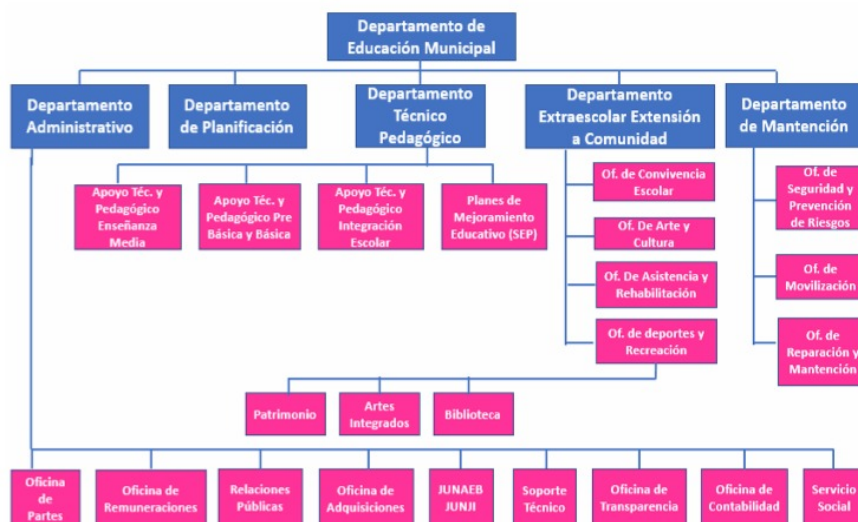 Departamento de
Educación Municipal
Departamento
Administrativo
Departamento
de Planificación
Departamento
Técnico
Pedagógico
Departamento
Extraescolar Extensión
a Comunidad
Departamento
de Mantención
Apoyo Téc. y
Pedagógico
Enseñanza
Media
Apoyo Téc. y
Pedagógico Pre
Básica y Básica
Apoyo Téc. y
Pedagógico
Integración
Escolar
Planes de
Mejoramiento
Educativo (SEP)
Of. de Convivencia
Escolar
Of. De Arte y
Cultura
Of. De Asistencia y
Rehabilitación
Of. de deportes y
Recreación
Of. de
Seguridad y
Prevención
de Riesgos
Of. de
Movilización
Of. de
Reparación y
Mantención
Patrimonio
Artes
Integrados
Biblioteca
Oficina
de
Partes
Oficina de
Remuneraciones
Relaciones
Públicas
Oficina de
Adquisiciones
JUNAEB
JUNJI
Soporte
Técnico
Oficina de
Transparencia
Oficina de
Contabilidad
Servicio
Social